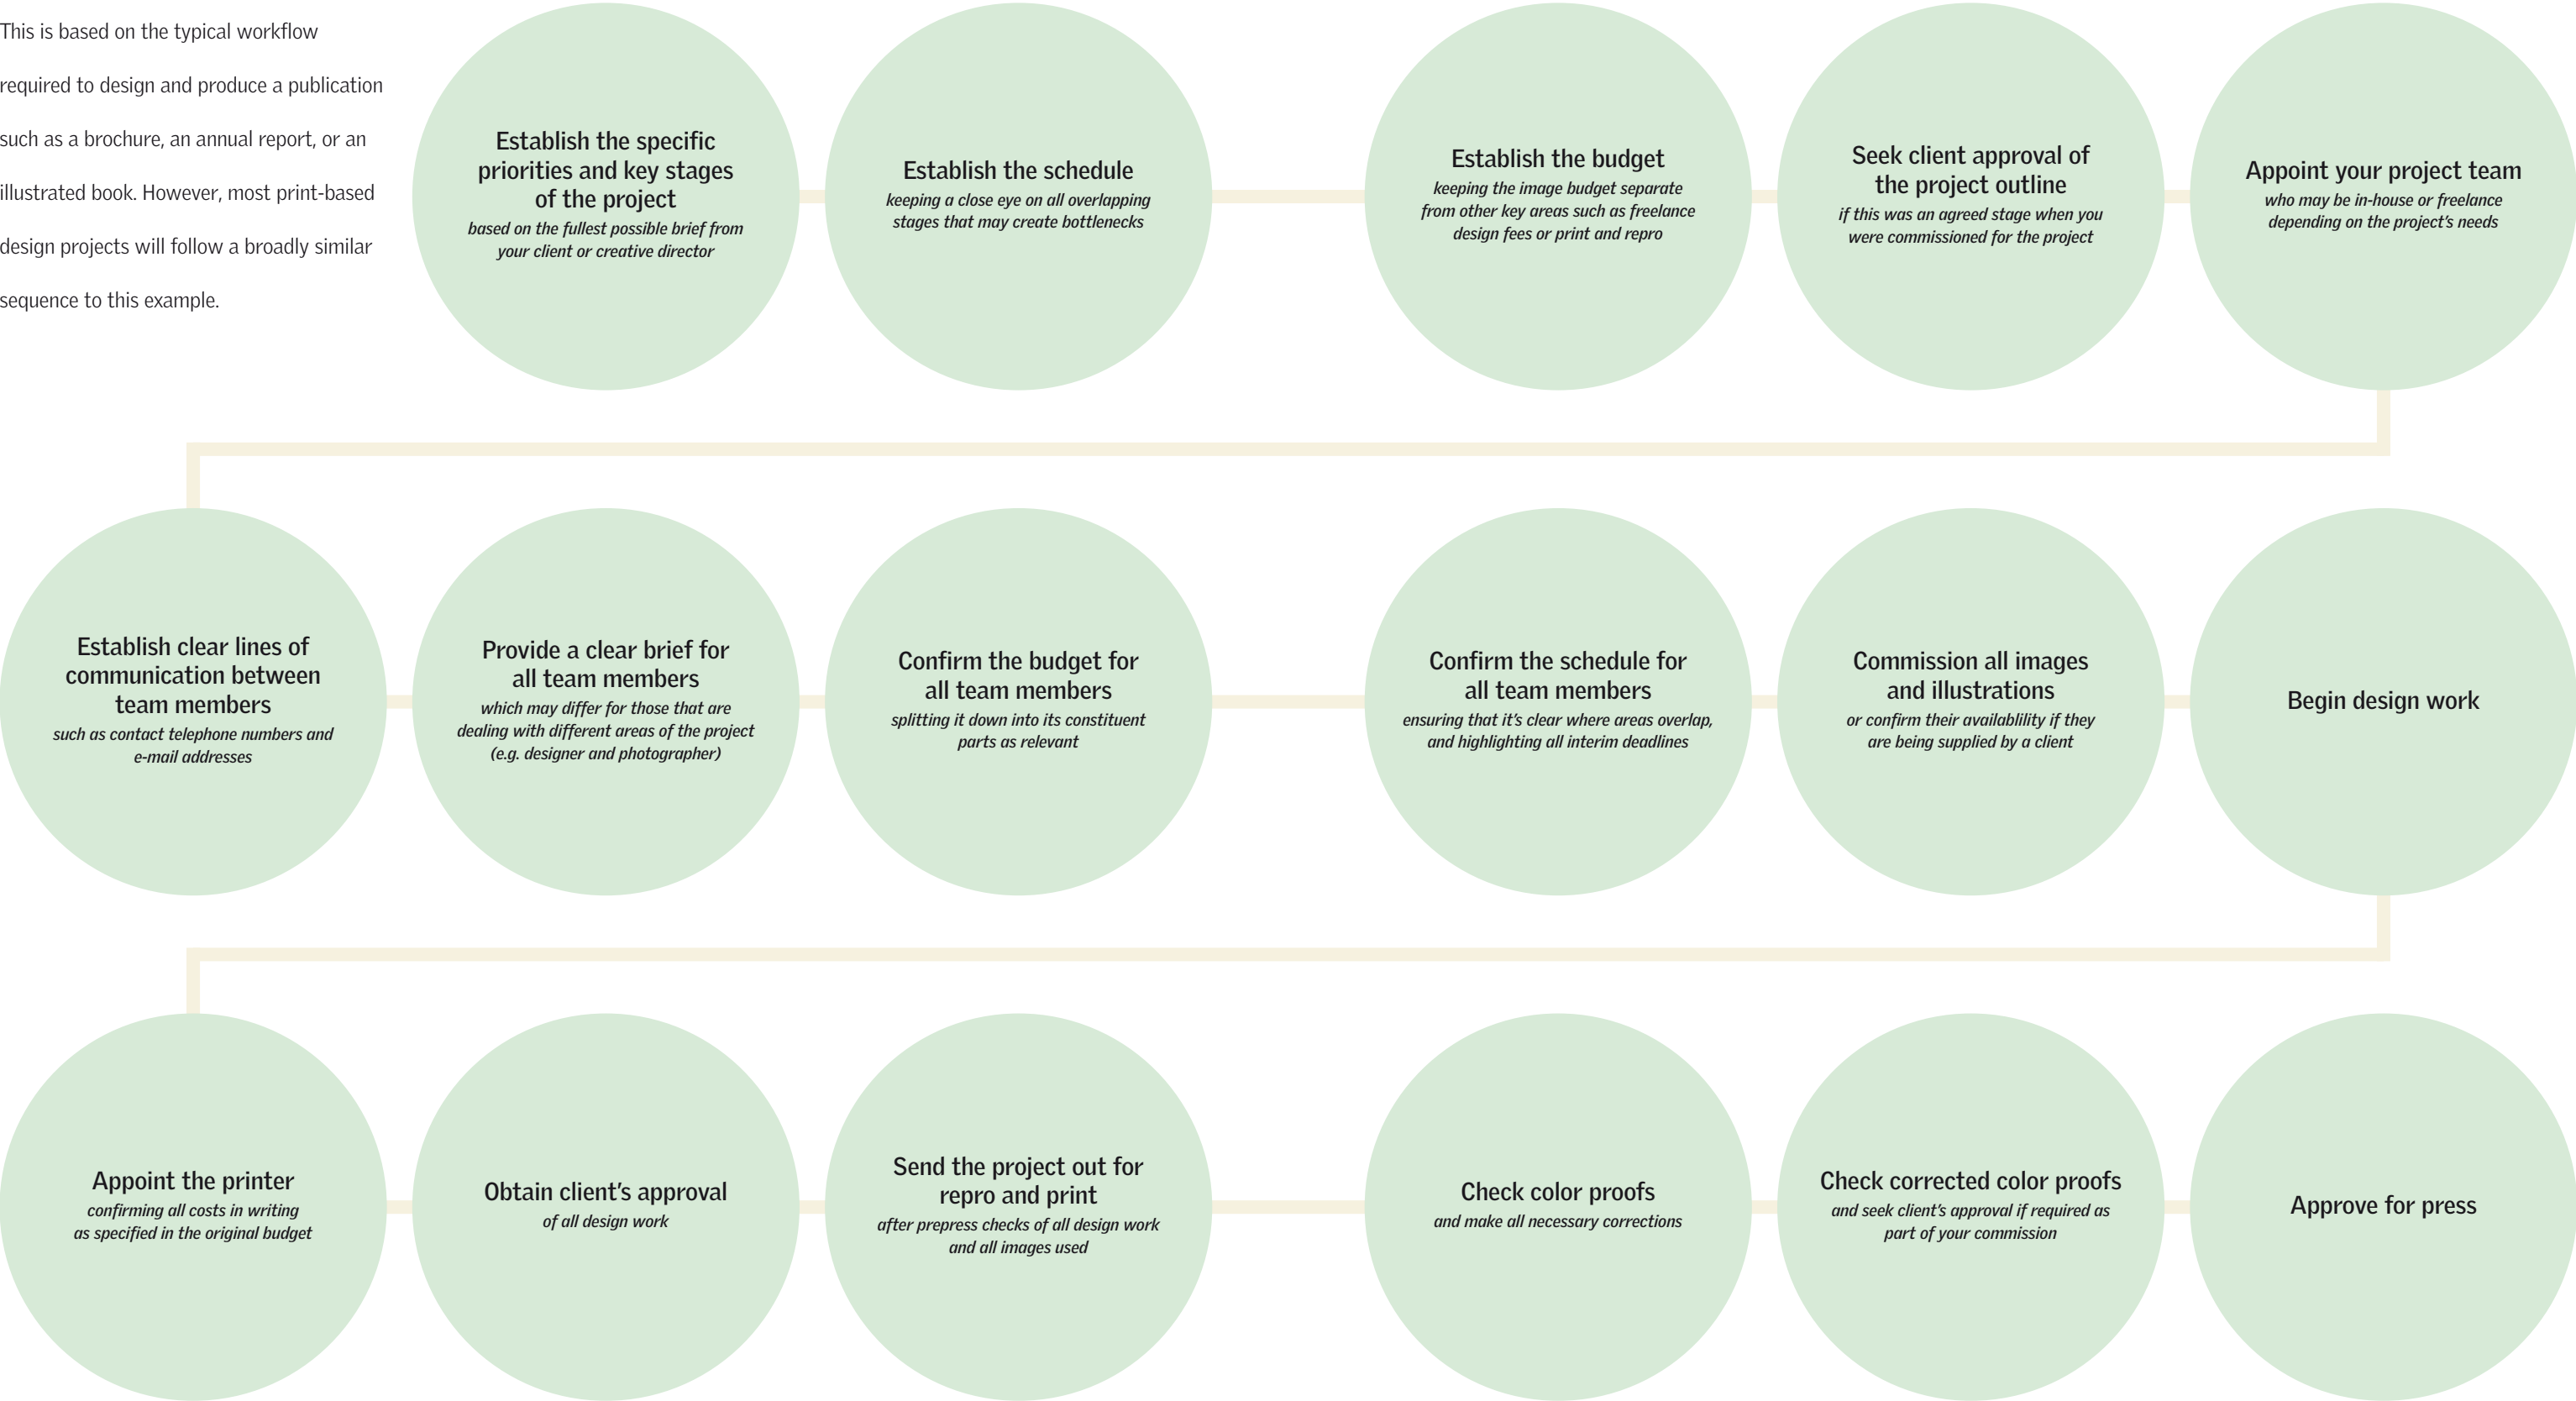 This is based on the typical workflow
required to design and produce a publication
such as a brochure, an annual report, or an
illustrated book. However, most print-based
design projects will follow a broadly similar
sequence to this example.
Establish the specific
priorities and key stages
of the project
based on the fullest possible brief from
your client or creative director
Establish the schedule
keeping a close eye on all overlapping
stages that may create bottlenecks
Establish the budget
keeping the image budget separate
from other key areas such as freelance
design fees or print and repro
Seek client approval of
the project outline
if this was an agreed stage when you
were commissioned for the project
Appoint your project team
who may be in-house or freelance
depending on the project's needs
Establish clear lines of
communication between
team members
such as contact telephone numbers and
e-mail addresses
Provide a clear brief for
all team members
which may differ for those that are
dealing with different areas of the project
(e.g. designer and photographer)
Confirm the budget for
all team members
splitting it down into its constituent
parts as relevant
Confirm the schedule for
all team members
ensuring that it's clear where areas overlap,
and highlighting all interim deadlines
Commission all images
and illustrations
or confirm their availablility if they
are being supplied by a client
Begin design work
Appoint the printer
confirming all costs in writing
as specified in the original budget
Obtain client's approval
of all design work
Send the project out for
repro and print
after prepress checks of all design work
and all images used
Check color proofs
and make all necessary corrections
Check corrected color proofs
and seek client's approval if required as
part of your commission
Approve for press